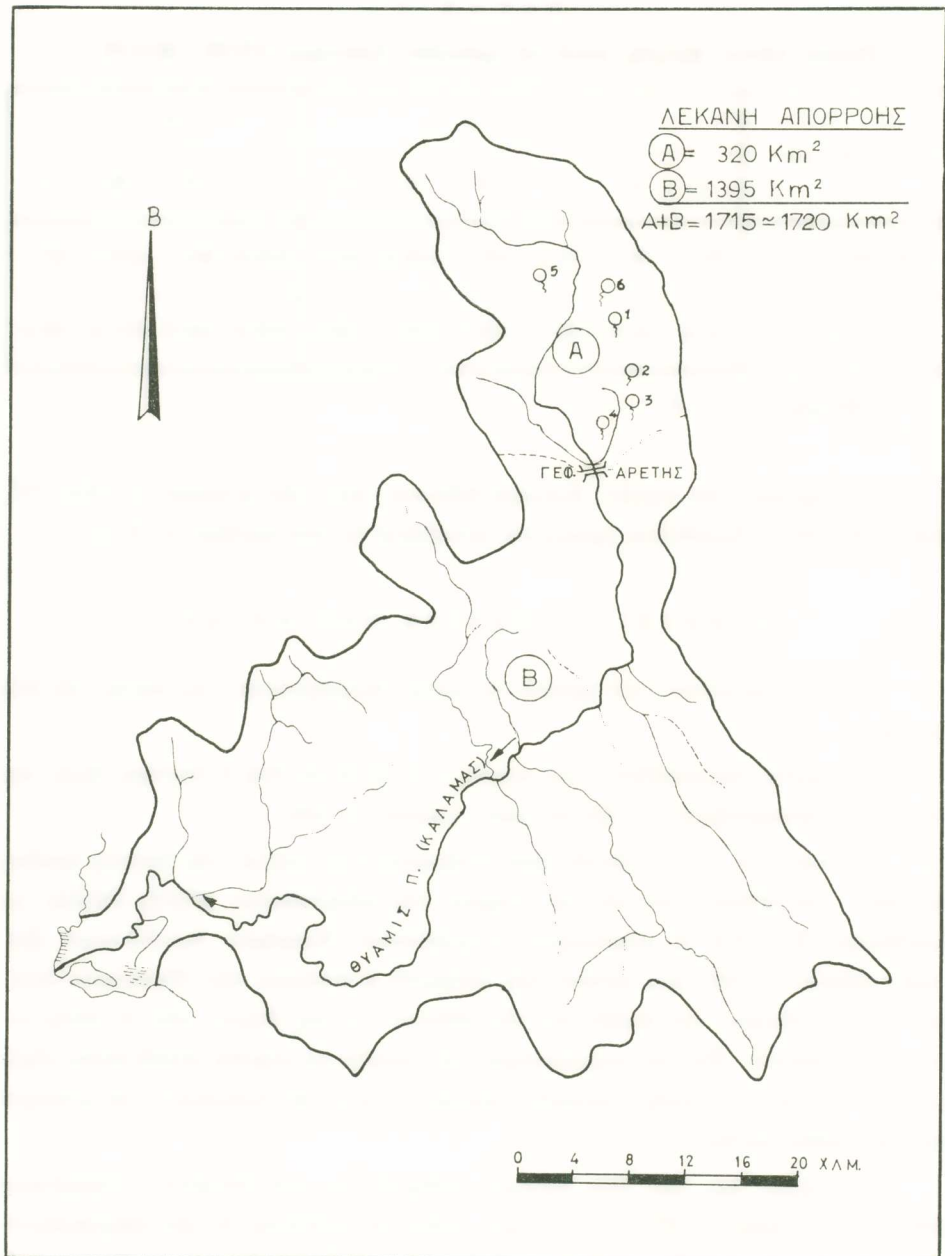 ΛΕΚΑΝΗ ΑΠΟΡΡΟΗΣ
Α = 320 Km²
Β = 1395 Km²
Α+Β = 1715 ≃ 1720 Km²
Β
5
6
1
Α
2
3
4
ΓΕΦ. ΑΡΕΤΗΣ
Β
ΘΥΑΜΙΣ Π. (ΚΑΛΑΜΑΣ)
0 4 8 12 16 20 ΧΛΜ.